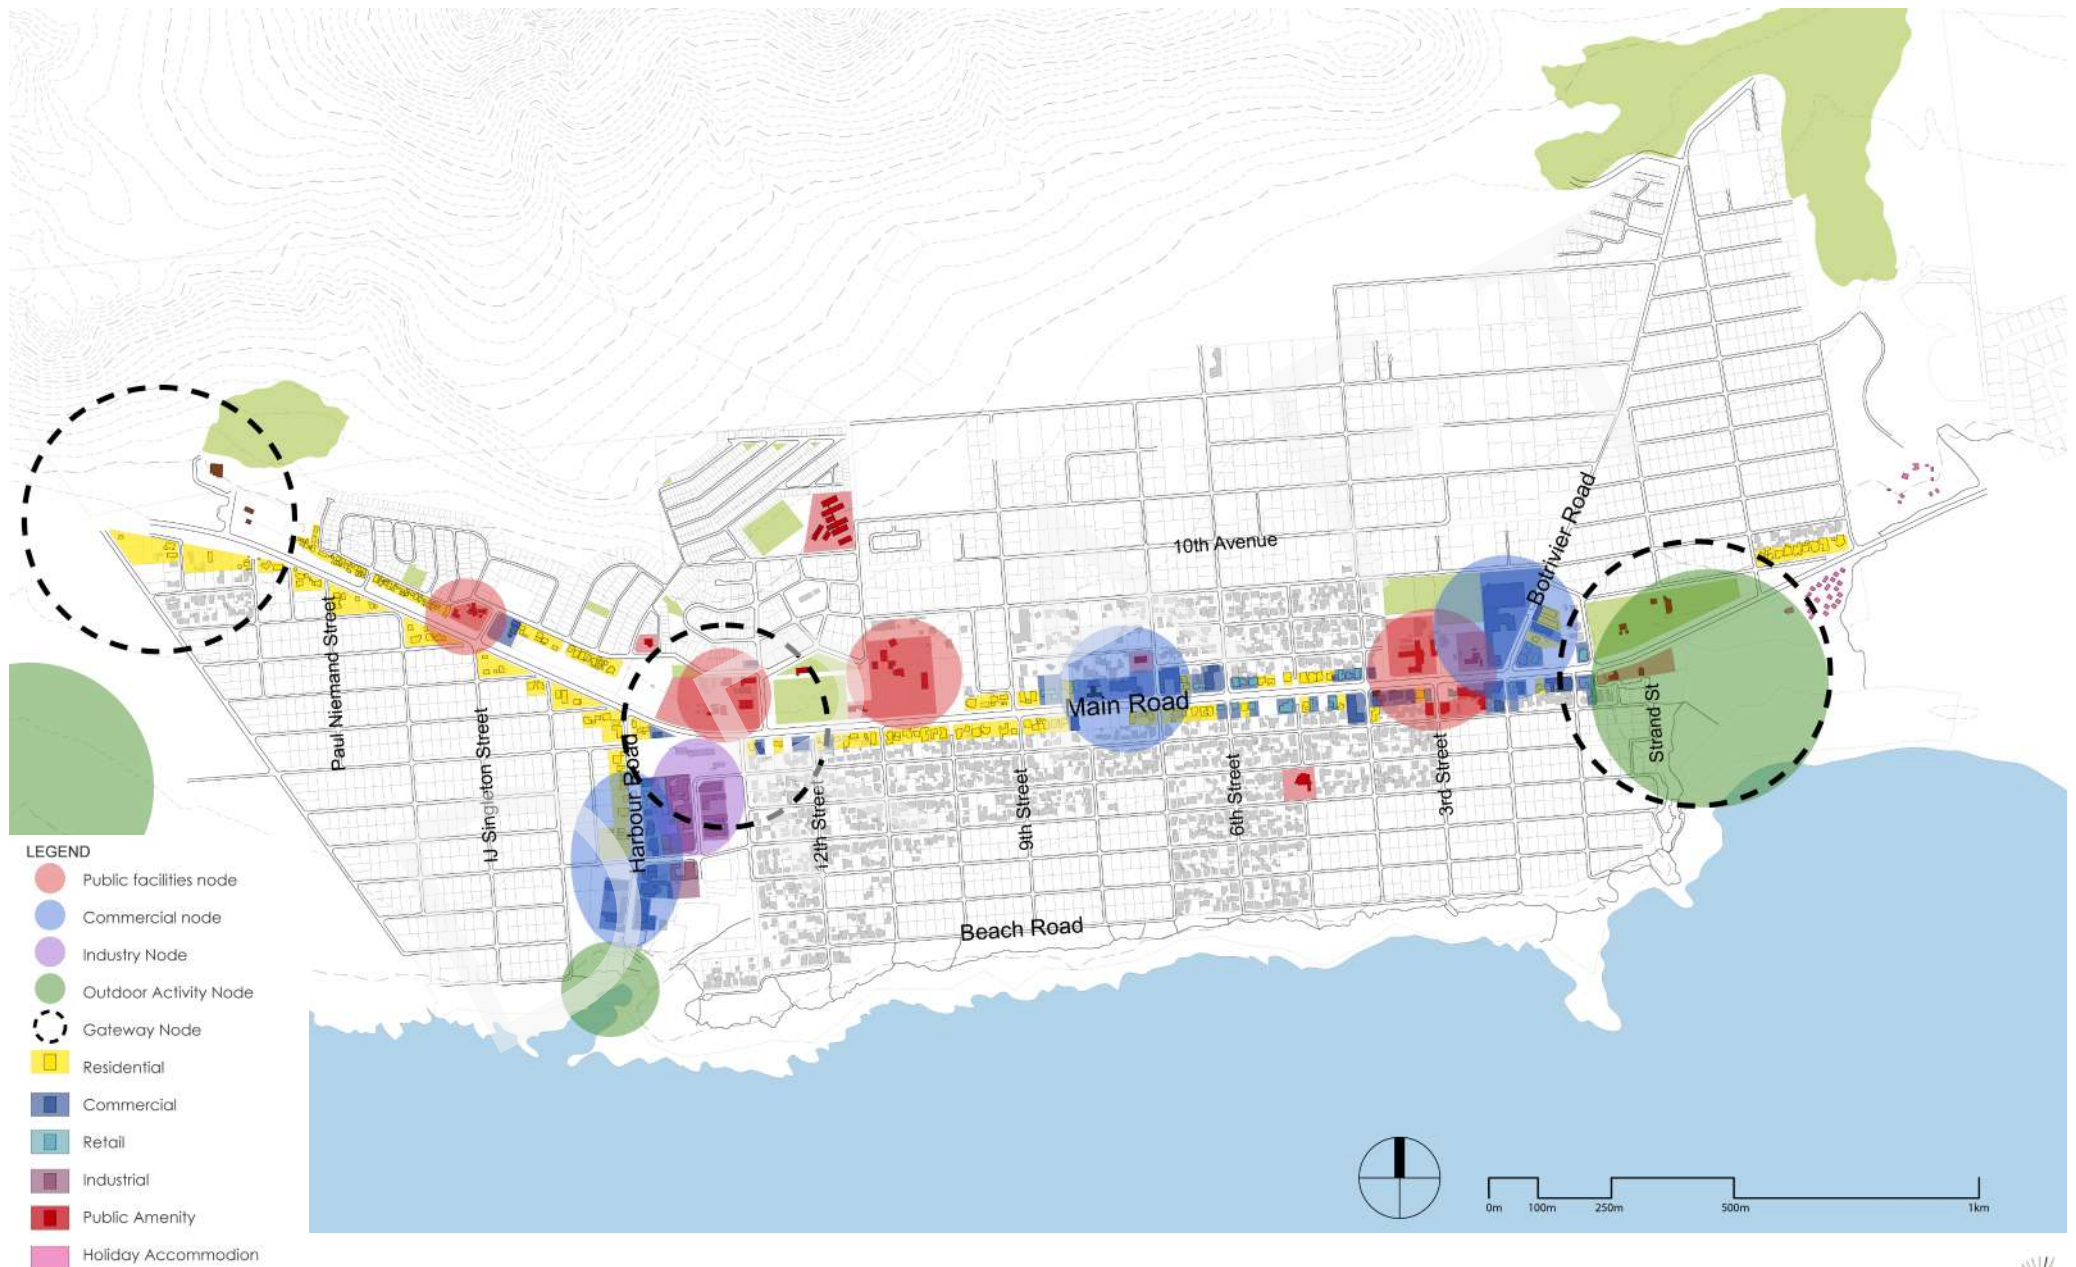 10th Avenue
Botrivier Road
Paul Niemand Street
Main Road
IJ Singleton Street
Harbour Road
12th Street
9th Street
6th Street
3rd Street
Strand St
Beach Road
LEGEND
Public facilities node
Commercial node
Industry Node
Outdoor Activity Node
Gateway Node
Residential
Commercial
Retail
Industrial
Public Amenity
Holiday Accommodion
0m 100m 250m 500m 1km